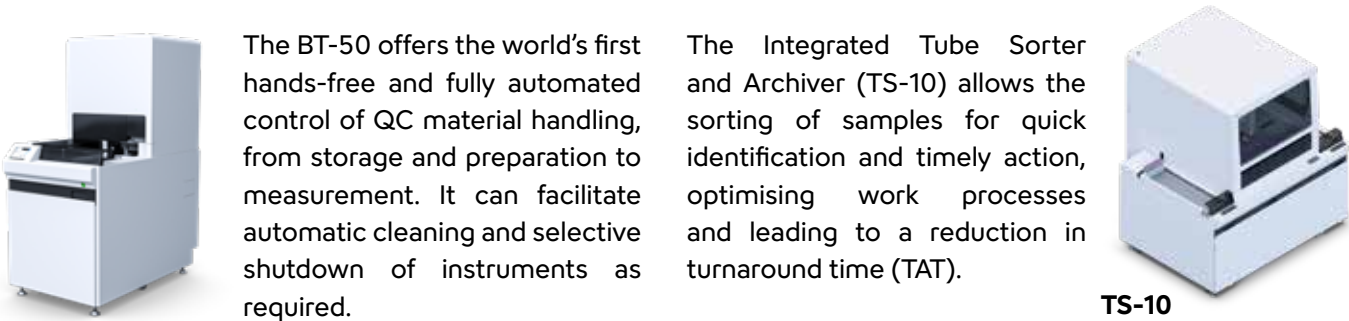 The BT-50 offers the world’s first
hands-free and fully automated
control of QC material handling,
from storage and preparation to
measurement. It can facilitate
automatic cleaning and selective
shutdown of instruments as
required.
The Integrated Tube Sorter
and Archiver (TS-10) allows the
sorting of samples for quick
identification and timely action,
optimising work processes
and leading to a reduction in
turnaround time (TAT).
TS-10